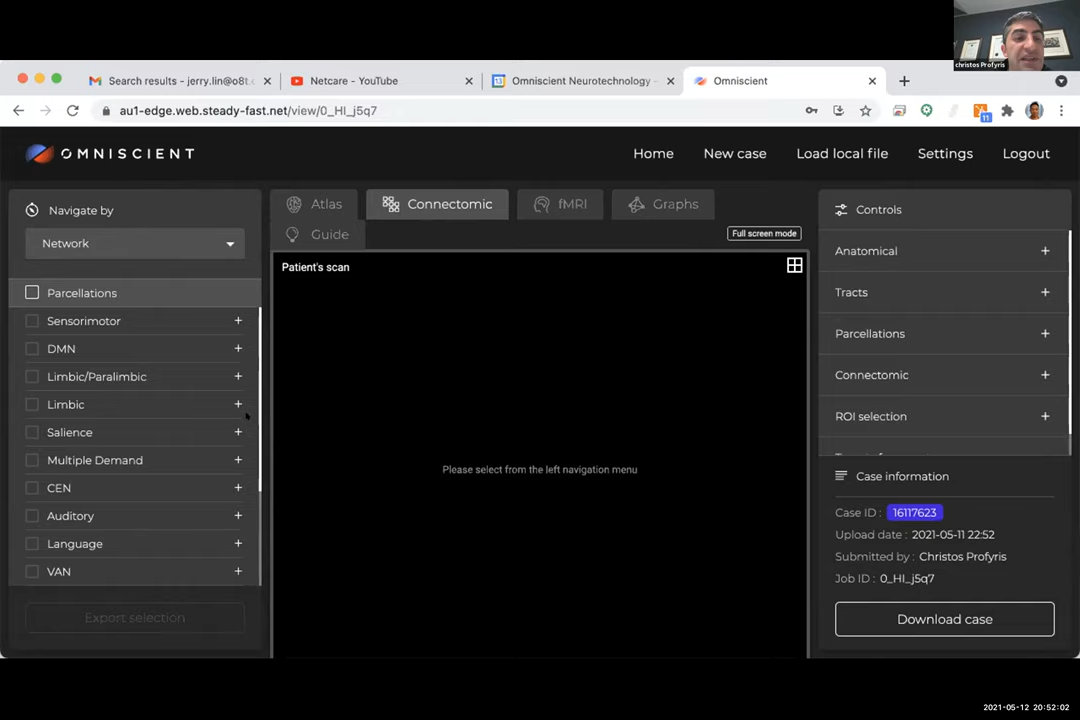 christos Profyris
Search results - jerry.lin@o8t.c
Netcare - YouTube
Omniscient Neurotechnology -
Omniscient
au1-edge.web.steady-fast.net/view/0_HI_j5q7
11
OMNISCIENT
Home
New case
Load local file
Settings
Logout
Navigate by
Network
Parcellations
Sensorimotor
DMN
Limbic/Paralimbic
Limbic
Salience
Multiple Demand
CEN
Auditory
Language
VAN
Export selection
Atlas
Connectomic
fMRI
Graphs
Guide
Full screen mode
Patient's scan
Please select from the left navigation menu
Controls
Anatomical
Tracts
Parcellations
Connectomic
ROI selection
Case information
Case ID : 16117623
Upload date : 2021-05-11 22:52
Submitted by : Christos Profyris
Job ID : 0_HI_j5q7
Download case
2021-05-12 20:52:02